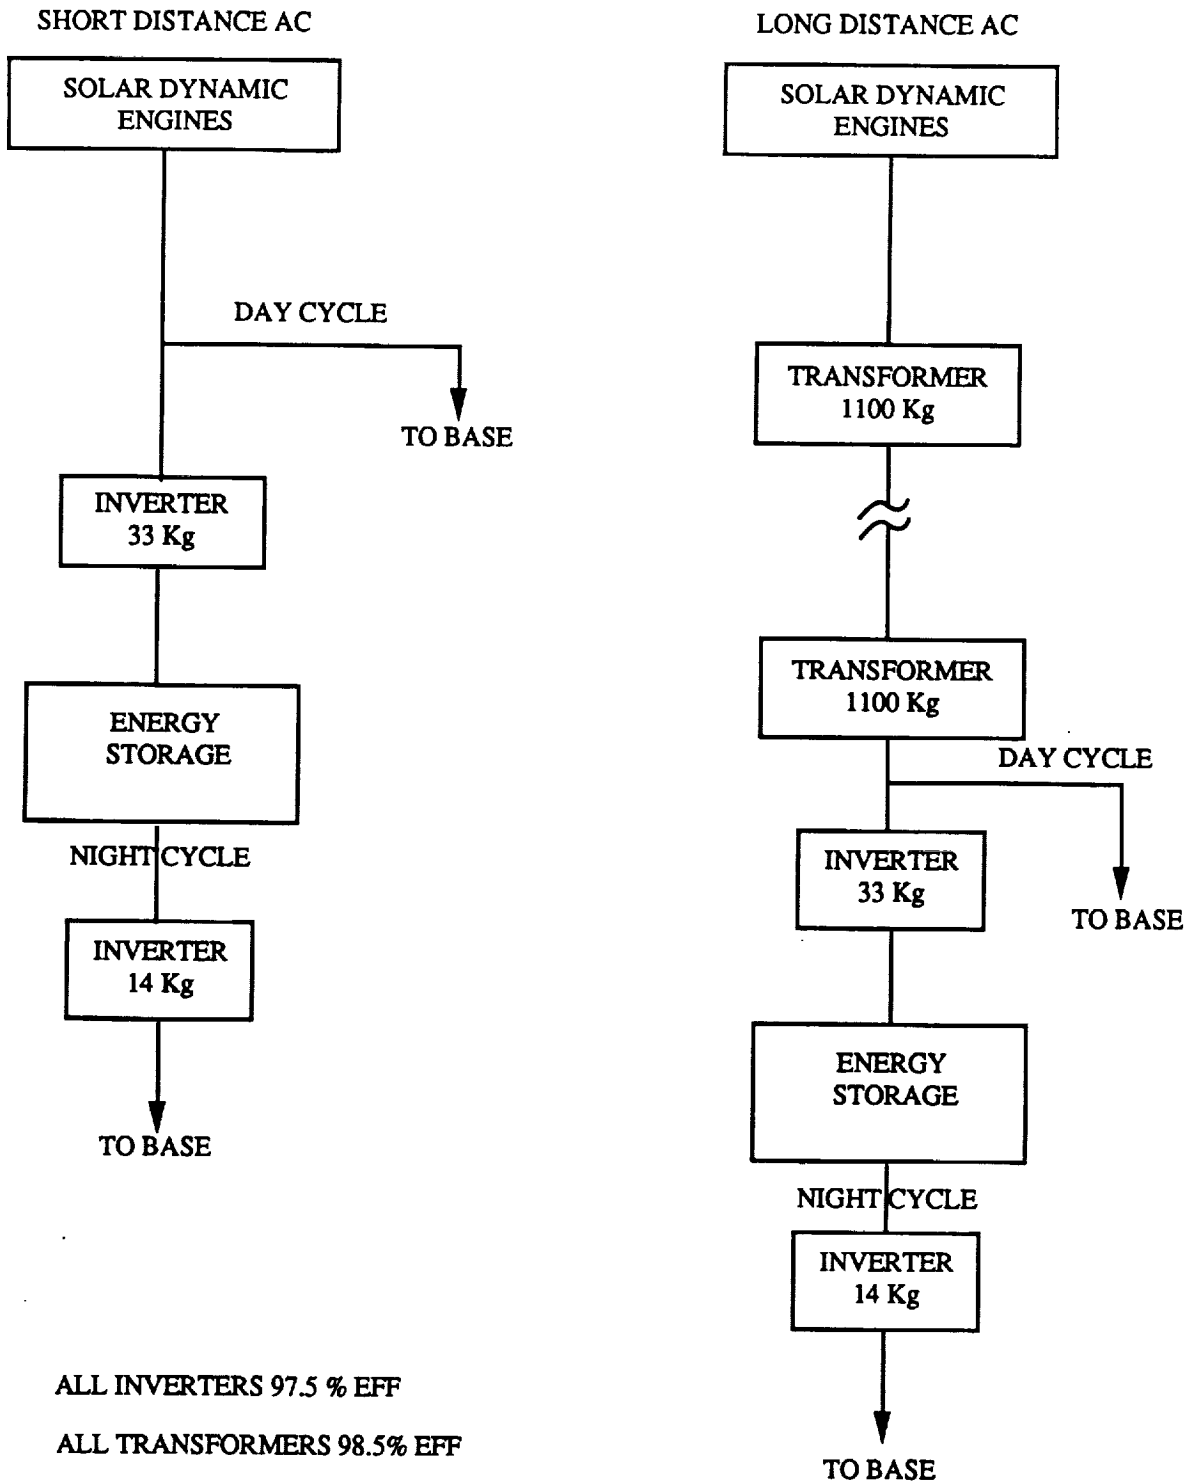 SHORT DISTANCE AC
SOLAR DYNAMIC
ENGINES
DAY CYCLE
TO BASE
INVERTER
33 Kg
ENERGY
STORAGE
NIGHT CYCLE
INVERTER
14 Kg
TO BASE
ALL INVERTERS 97.5 % EFF
ALL TRANSFORMERS 98.5% EFF
LONG DISTANCE AC
SOLAR DYNAMIC
ENGINES
TRANSFORMER
1100 Kg
TRANSFORMER
1100 Kg
DAY CYCLE
INVERTER
33 Kg
TO BASE
ENERGY
STORAGE
NIGHT CYCLE
INVERTER
14 Kg
TO BASE